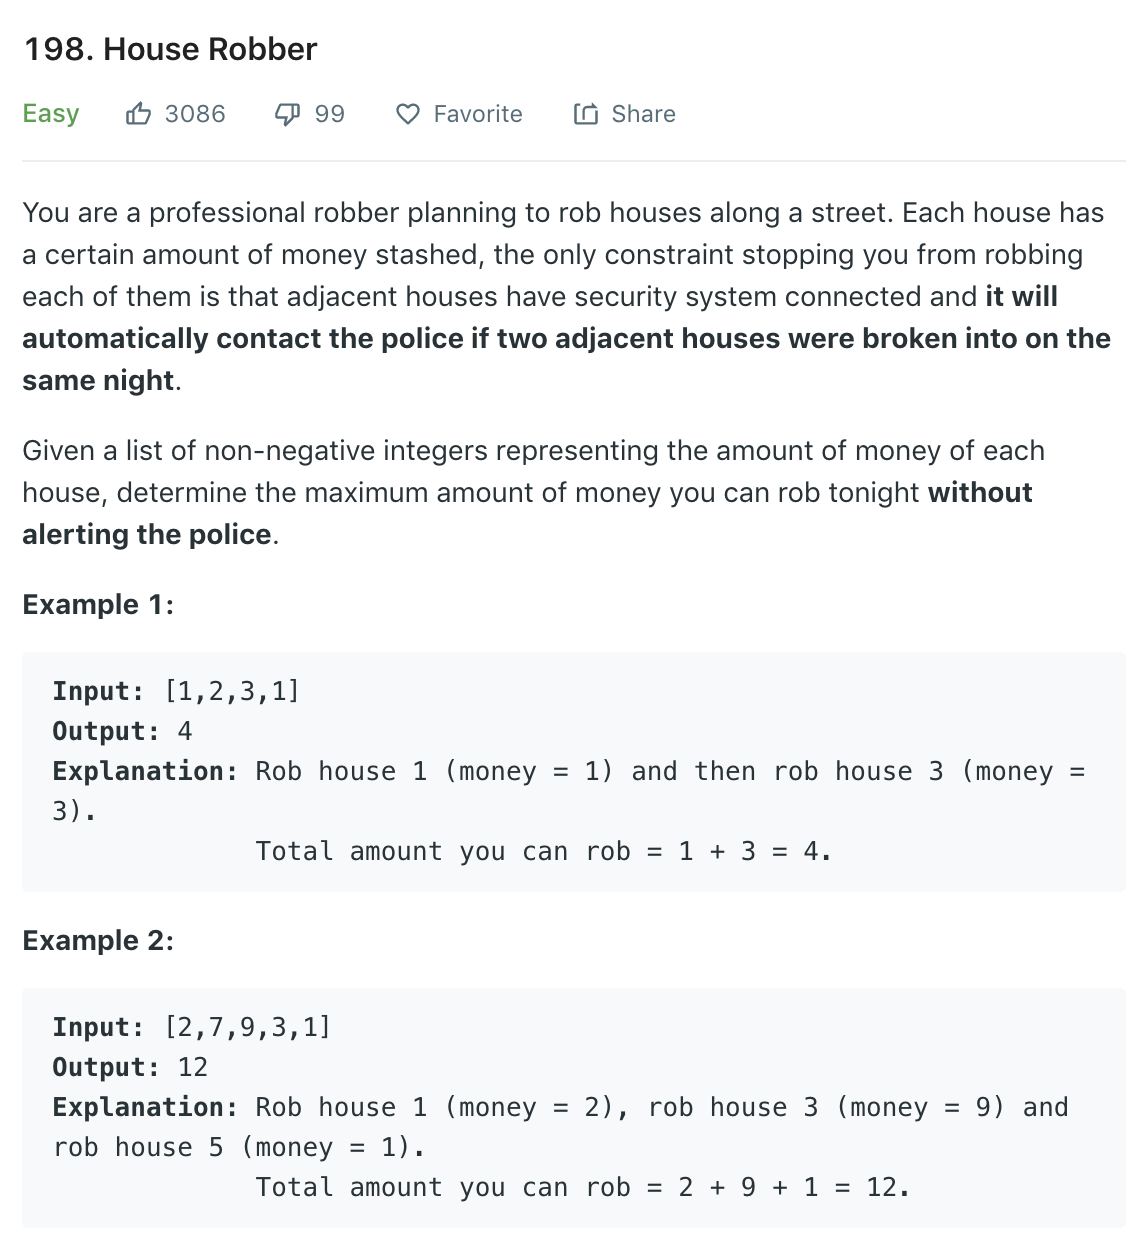 198. House Robber
Easy 3086 99 Favorite Share
You are a professional robber planning to rob houses along a street. Each house has
a certain amount of money stashed, the only constraint stopping you from robbing
each of them is that adjacent houses have security system connected and it will
automatically contact the police if two adjacent houses were broken into on the
same night.
Given a list of non-negative integers representing the amount of money of each
house, determine the maximum amount of money you can rob tonight without
alerting the police.
Example 1:
Input: [1,2,3,1]
Output: 4
Explanation: Rob house 1 (money = 1) and then rob house 3 (money =
3).
Total amount you can rob = 1 + 3 = 4.
Example 2:
Input: [2,7,9,3,1]
Output: 12
Explanation: Rob house 1 (money = 2), rob house 3 (money = 9) and
rob house 5 (money = 1).
Total amount you can rob = 2 + 9 + 1 = 12.